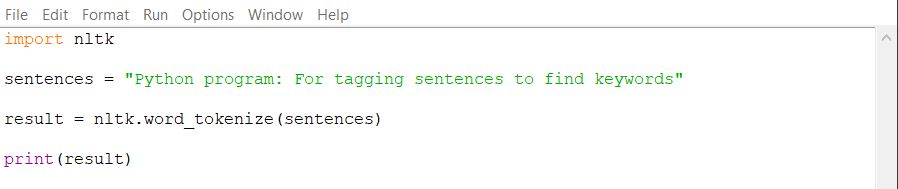 File Edit Format Run Options Window Help
import nltk
sentences = "Python program: For tagging sentences to find keywords"
result = nltk.word_tokenize(sentences)
print(result)